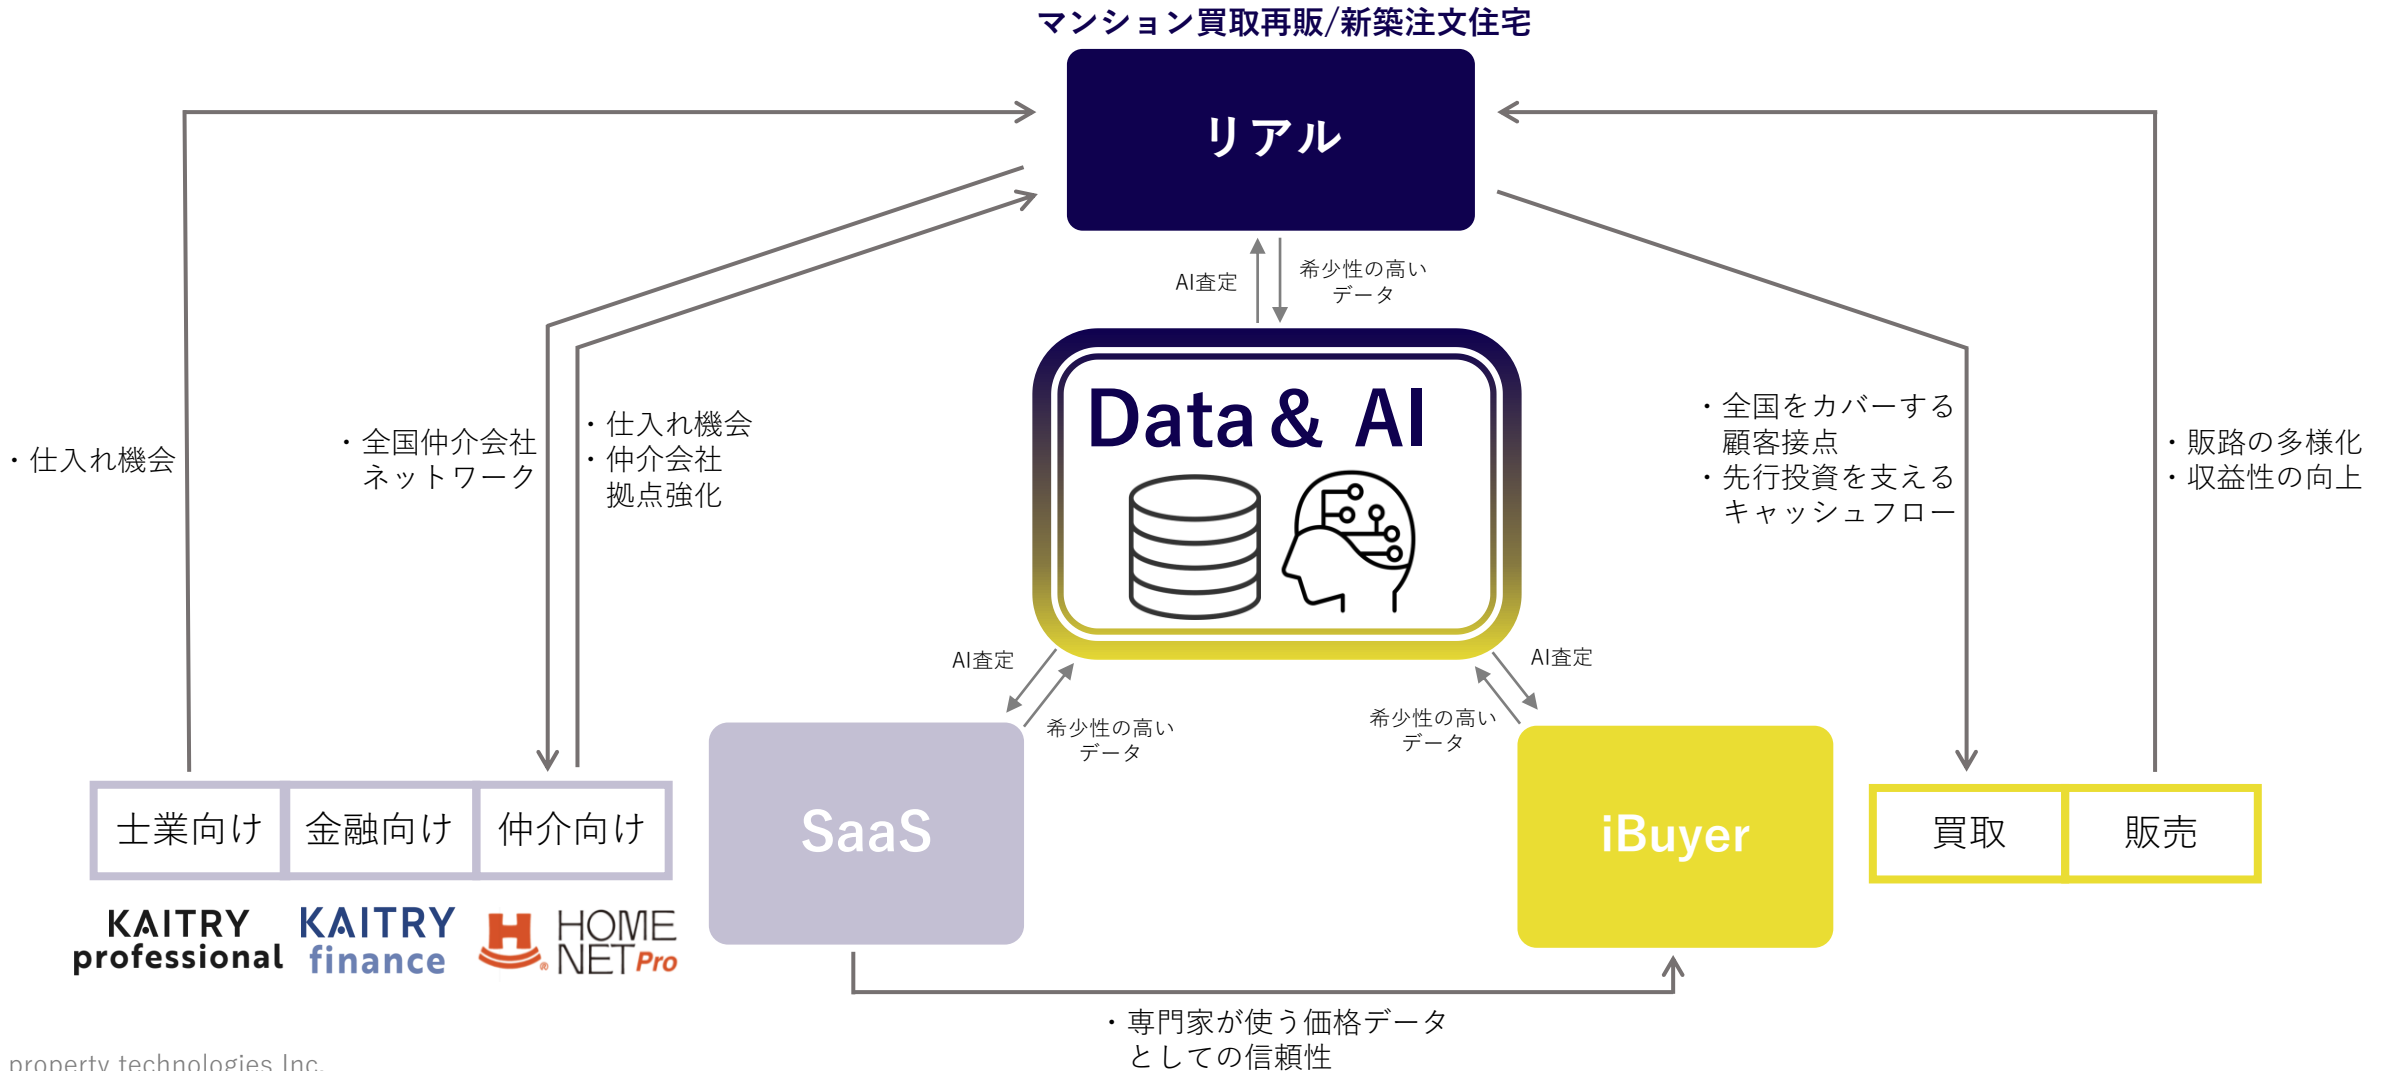 マンション買取再販/新築注文住宅
リアル
AI査定
希少性の高い
データ
Data & AI
・仕入れ機会
・全国仲介会社
ネットワーク
・仕入れ機会
・仲介会社
拠点強化
・全国をカバーする
顧客接点
・先行投資を支える
キャッシュフロー
・販路の多様化
・収益性の向上
AI査定
希少性の高い
データ
AI査定
希少性の高い
データ
士業向け
金融向け
仲介向け
SaaS
iBuyer
買取
販売
KAITRY
professional
KAITRY
finance
H
HOME
NET Pro
®
・専門家が使う価格データ
としての信頼性
property technologies Inc.